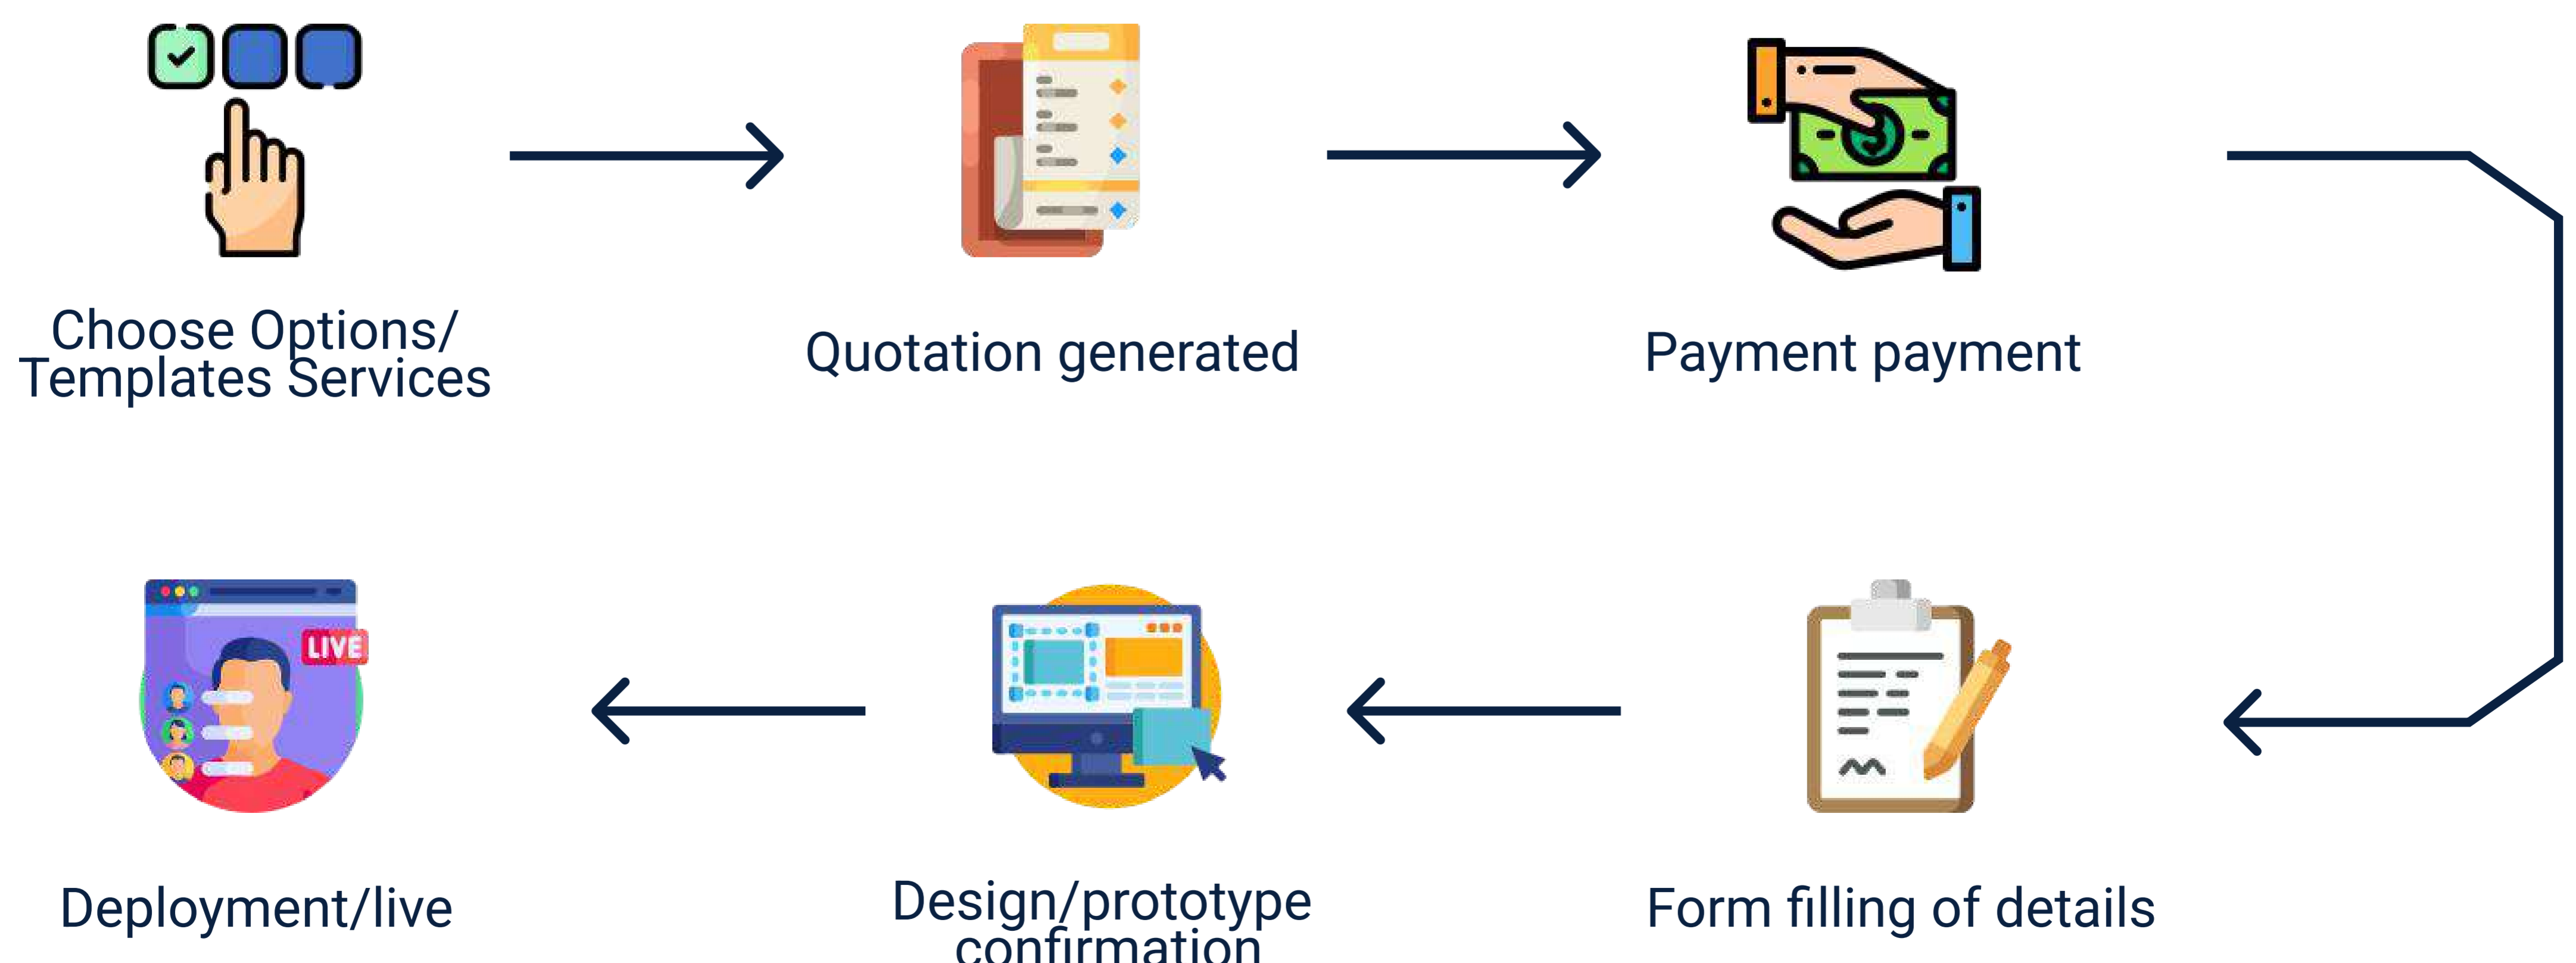 Choose Options/
Templates Services
Quotation generated
Payment payment
LIVE
Deployment/live
Design/prototype
confirmation
Form filling of details